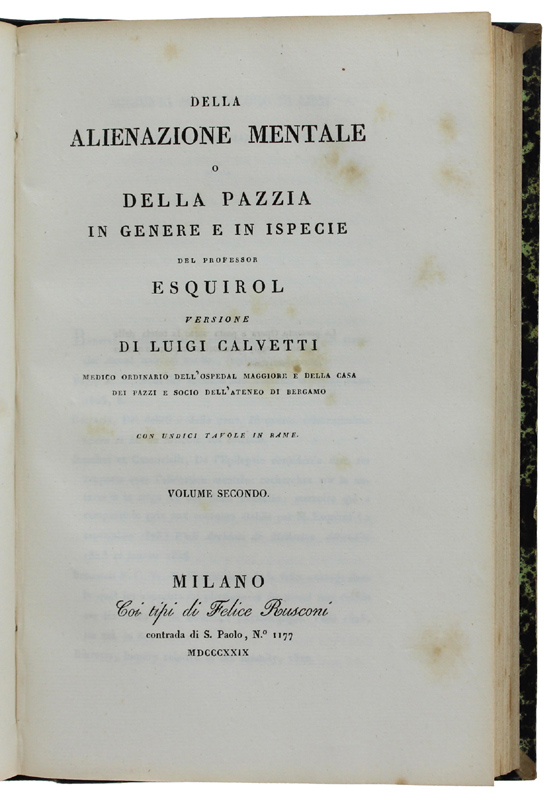 DELLA
ALIENAZIONE MENTALE
O
DELLA PAZZIA
IN GENERE E IN ISPECIE
DEL PROFESSOR
ESQUIROL
VERSIONE
DI LUIGI CALVETTI
MEDICO ORDINARIO DELL'OSPEDAL MAGGIORE E DELLA CASA
DEI PAZZI E SOCIO DELL'ATENEO DI BERGAMO
CON UNDICI TAVOLE IN RAME.
VOLUME SECONDO.
MILANO
Coi tipi di Felice Rusconi
contrada di S. Paolo, N.º 1177
MDCCCXXIX